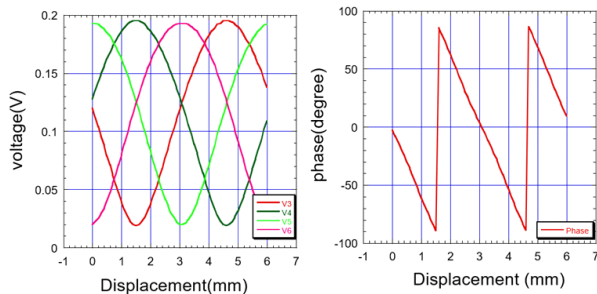 voltage(V)
0.2
0.15
0.1
0.05
0
-1 0 1 2 3 4 5 6 7
Displacement(mm)
V3
V4
V5
V6
phase(degree)
100
50
0
-50
-100
-1 0 1 2 3 4 5 6 7
Displacement (mm)
Phase